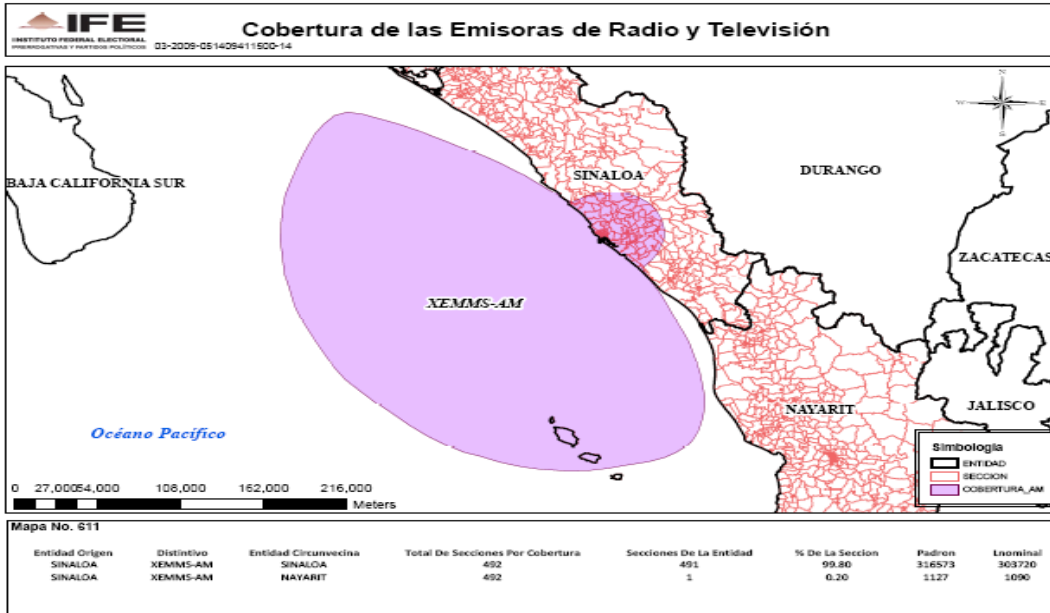 IFE
INSTITUTO FEDERAL ELECTORAL
PRERROGATIVAS Y PARTIDOS POLÍTICOS
03-2009-051409411500-14
Cobertura de las Emisoras de Radio y Televisión
N
W E
S
BAJA CALIFORNIA SUR
SINALOA
DURANGO
ZACATECAS
XEMMS-AM
NAYARIT
JALISCO
Océano Pacífico
Simbologia
ENTIDAD
SECCION
COBERTURA_AM
0 27,00054,000 108,000 162,000 216,000
Meters
Mapa No. 611
Entidad Origen Distintivo Entidad Circunvecina Total De Secciones Por Cobertura Secciones De La Entidad % De La Seccion Padron Lnominal
SINALOA XEMMS-AM SINALOA 492 491 99.80 316573 303720
SINALOA XEMMS-AM NAYARIT 492 1 0.20 1127 1090